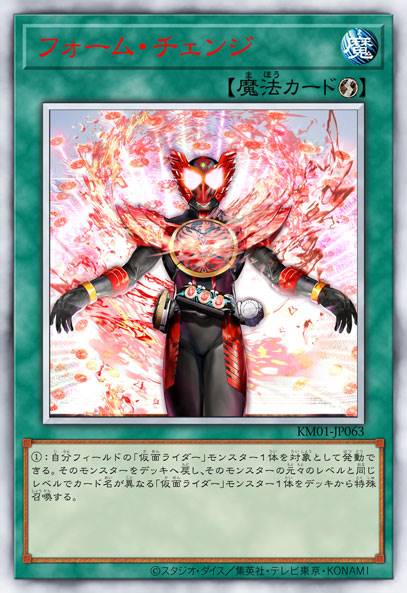 フォーム・チェンジ
魔
【魔法カード】
KM01-JP063
①:自分フィールドの「仮面ライダー」モンスター1体を対象として発動で
きる。そのモンスターをデッキへ戻し、そのモンスターの元々のレベルと同じ
レベルでカード名が異なる「仮面ライダー」モンスター1体をデッキから特殊
召喚する。
©スタジオ・ダイス/集英社・テレビ東京・KONAMI